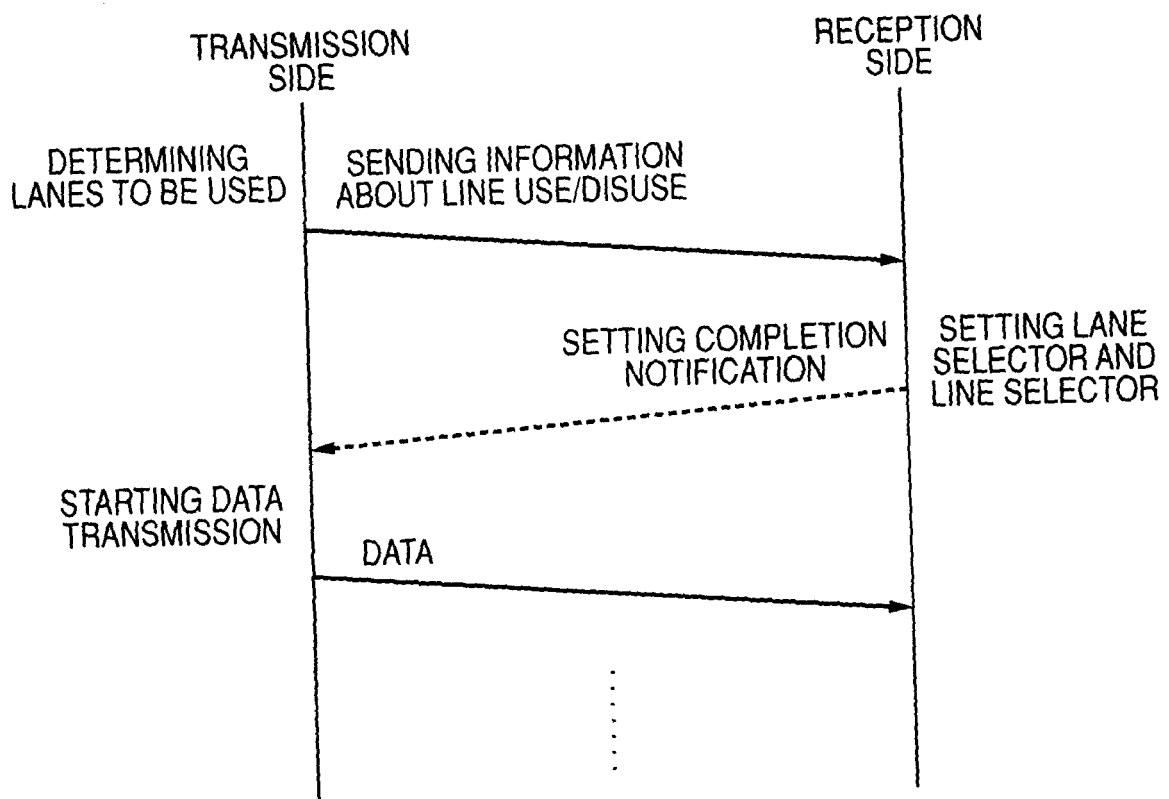 TRANSMISSION
SIDE
RECEPTION
SIDE
DETERMINING
LANES TO BE USED
SENDING INFORMATION
ABOUT LINE USE/DISUSE
SETTING COMPLETION
NOTIFICATION
SETTING LANE
SELECTOR AND
LINE SELECTOR
STARTING DATA
TRANSMISSION
DATA